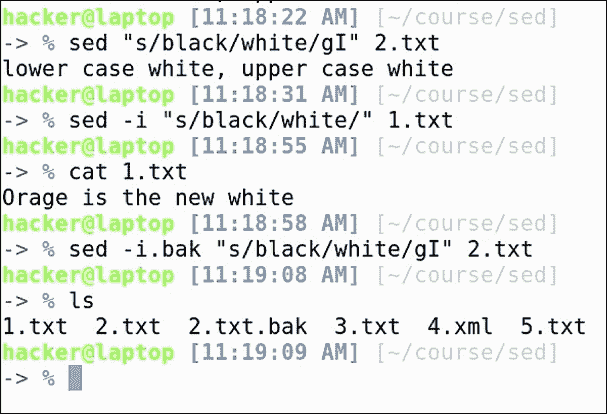 hacker@laptop [11:18:22 AM] [~/course/sed]
-> % sed "s/black/white/gI" 2.txt
lower case white, upper case white
hacker@laptop [11:18:31 AM] [~/course/sed]
-> % sed -i "s/black/white/" 1.txt
hacker@laptop [11:18:55 AM] [~/course/sed]
-> % cat 1.txt
Orage is the new white
hacker@laptop [11:18:58 AM] [~/course/sed]
-> % sed -i.bak "s/black/white/gI" 2.txt
hacker@laptop [11:19:08 AM] [~/course/sed]
-> % ls
1.txt  2.txt  2.txt.bak  3.txt  4.xml  5.txt
hacker@laptop [11:19:09 AM] [~/course/sed]
-> %